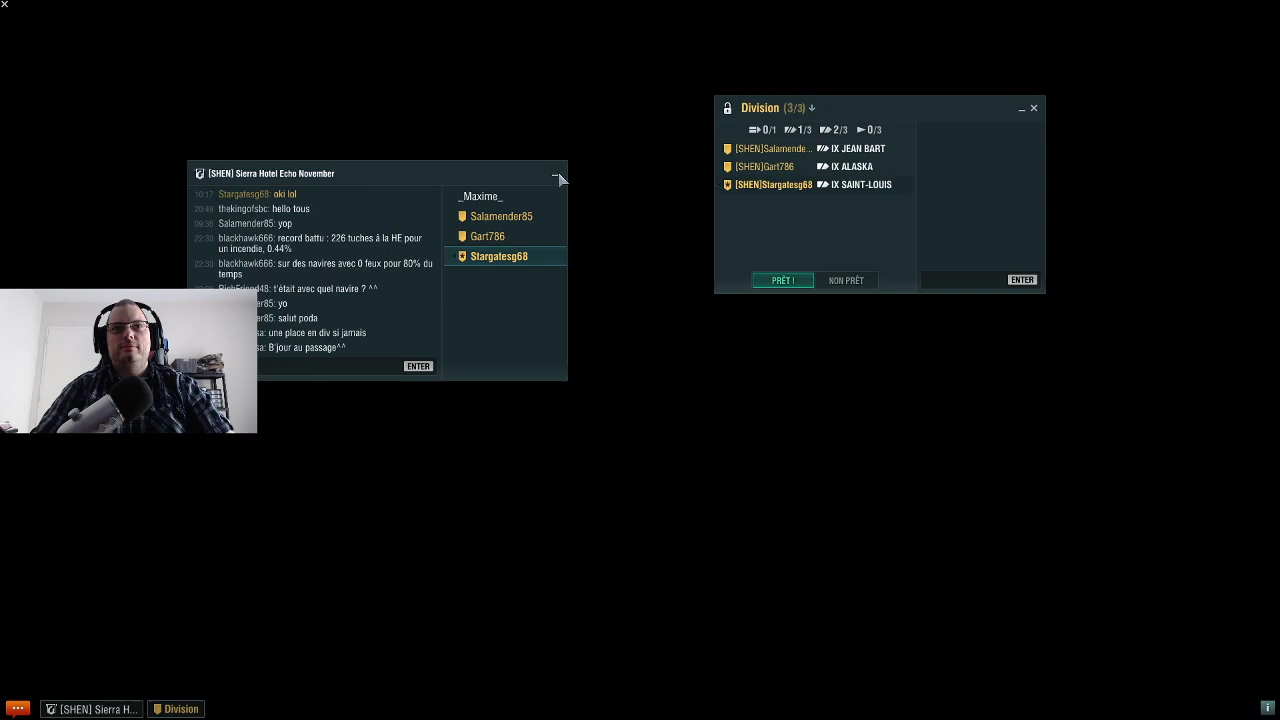 [SHEN] Sierra Hotel Echo November
10:17 Stargatesg68: oki lol
20:49 thekingofsbc: hello tous
09:36 Salamender85: yop
22:30 blackhawk666: record battu : 226 tuches à la HE pour
un incendie, 0.44%
22:30 blackhawk666: sur des navires avec 0 feux pour 80% du
temps
RichFriend48: t'était avec quel navire ? ^^
er85: yo
er85: salut poda
sa: une place en div si jamais
sa: B'jour au passage^^
ENTER
_Maxime_
Salamender85
Gart786
Stargatesg68
Division (3/3)
0/1 1/3 2/3 0/3
[SHEN]Salamende... IX JEAN BART
[SHEN]Gart786 IX ALASKA
[SHEN]Stargatesg68 IX SAINT-LOUIS
PRÊT !
NON PRÊT
ENTER
[SHEN] Sierra H...
Division